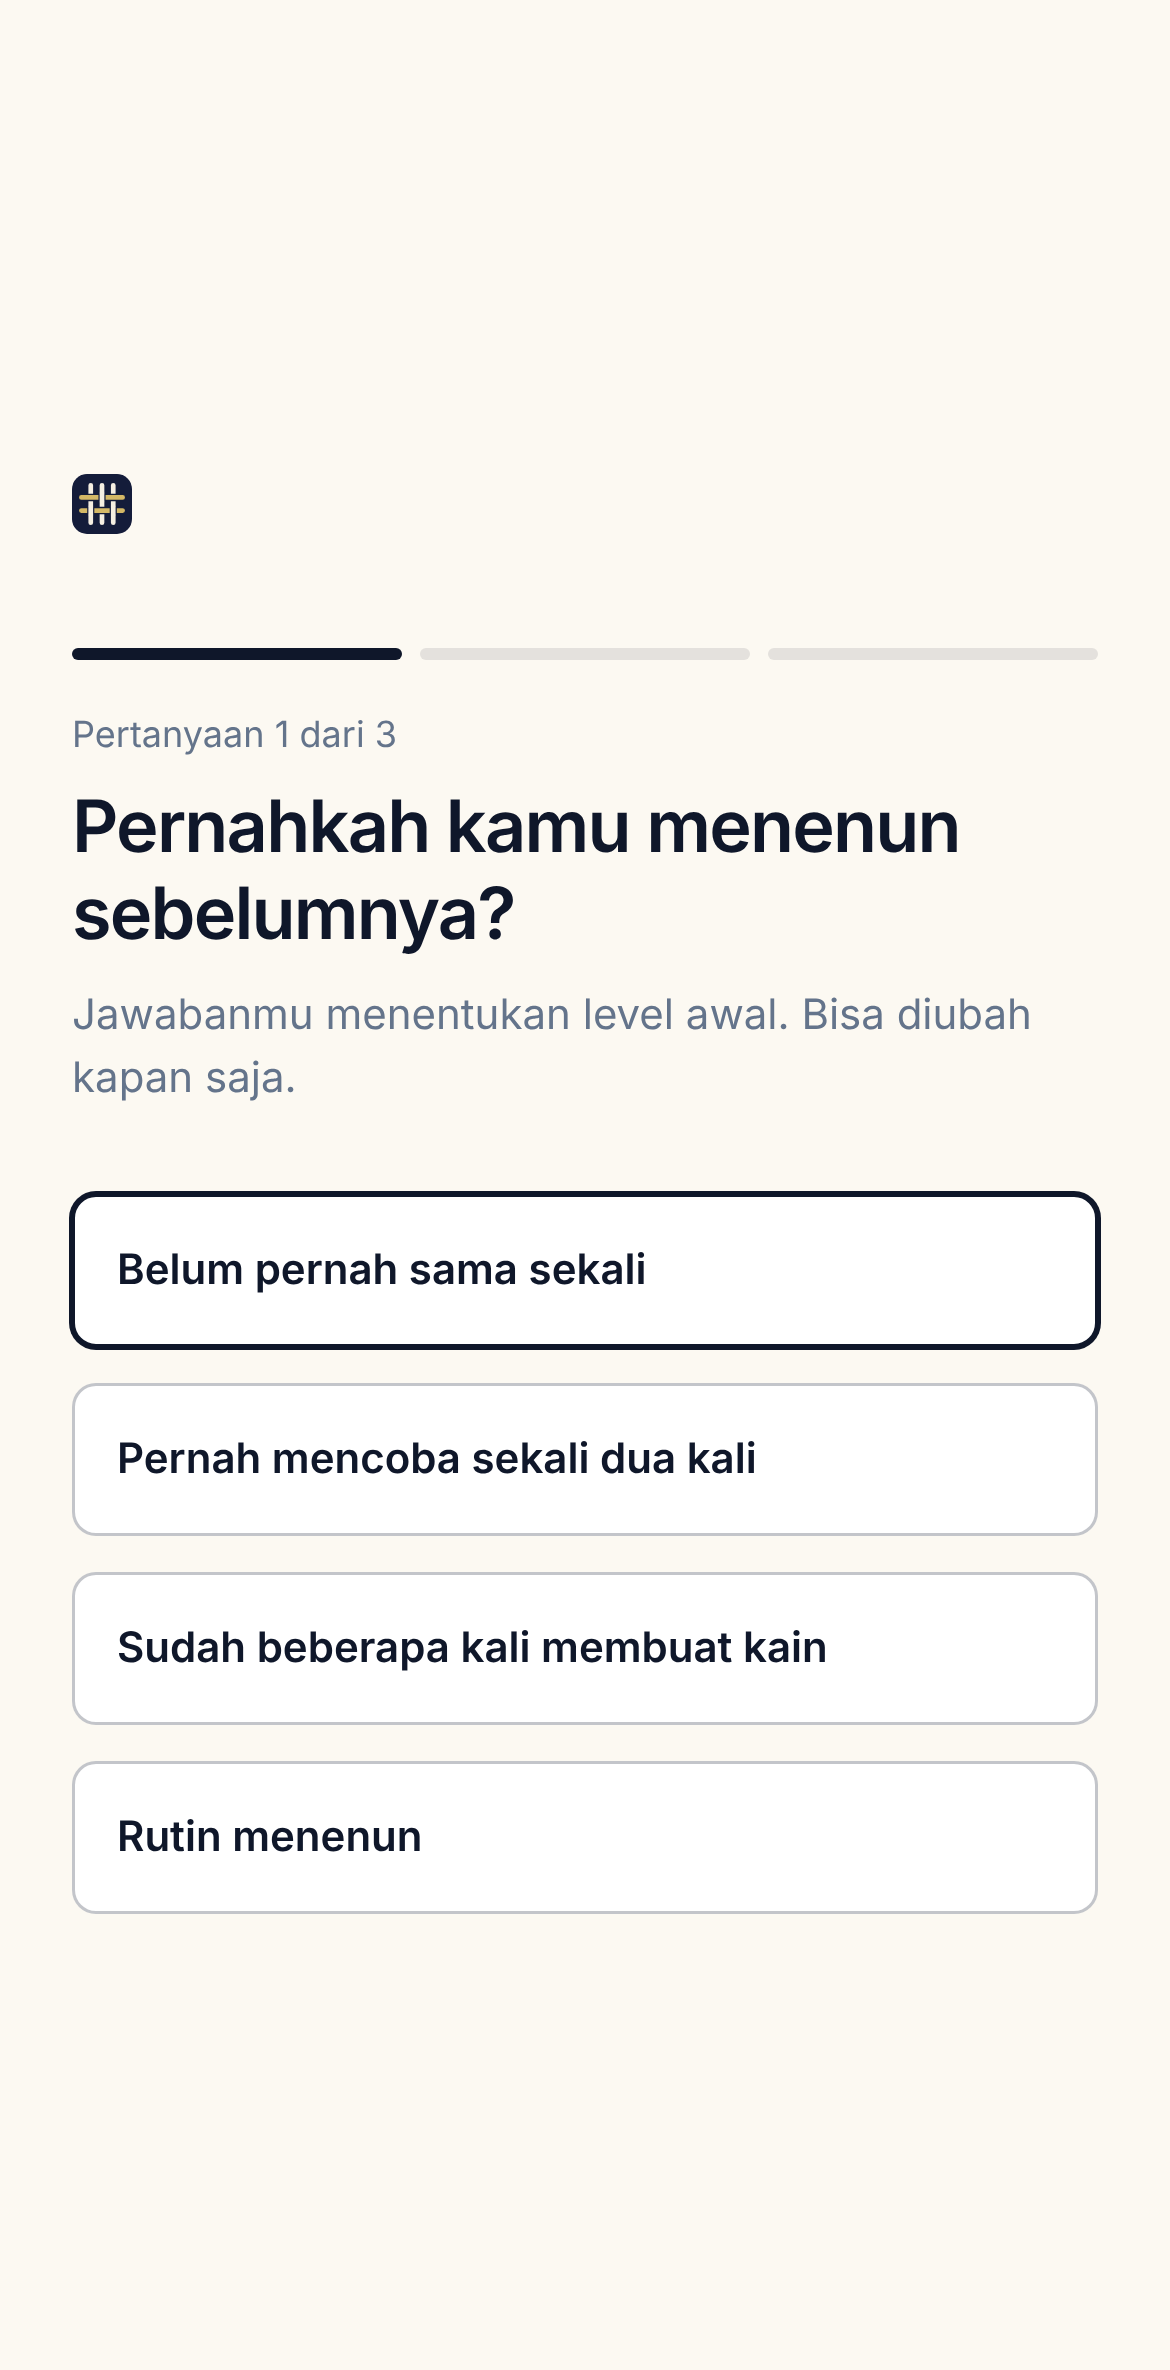 Pertanyaan 1 dari 3
Pernahkah kamu menenun
sebelumnya?
Jawabanmu menentukan level awal. Bisa diubah
kapan saja.
Belum pernah sama sekali
Pernah mencoba sekali dua kali
Sudah beberapa kali membuat kain
Rutin menenun